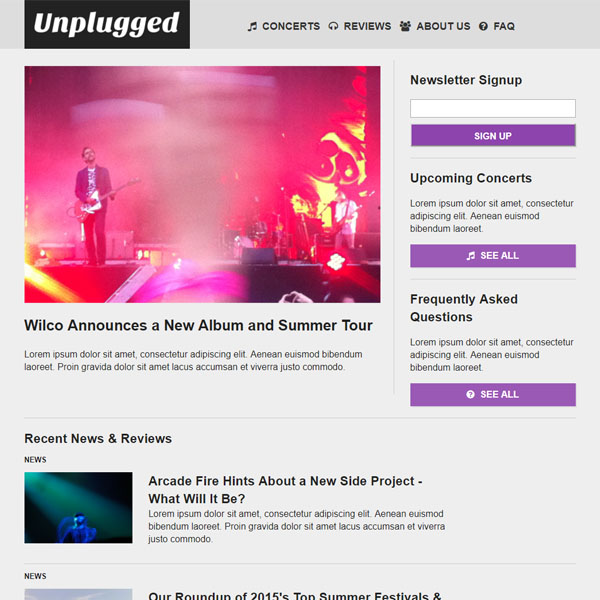 Unplugged
CONCERTS REVIEWS ABOUT US FAQ
Wilco Announces a New Album and Summer Tour
Lorem ipsum dolor sit amet, consectetur adipiscing elit. Aenean euismod bibendum
laoreet. Proin gravida dolor sit amet lacus accumsan et viverra justo commodo.
Newsletter Signup
SIGN UP
Upcoming Concerts
Lorem ipsum dolor sit amet, consectetur
adipiscing elit. Aenean euismod
bibendum laoreet.
SEE ALL
Frequently Asked
Questions
Lorem ipsum dolor sit amet, consectetur
adipiscing elit. Aenean euismod
bibendum laoreet.
SEE ALL
Recent News & Reviews
NEWS
Arcade Fire Hints About a New Side Project -
What Will It Be?
Lorem ipsum dolor sit amet, consectetur adipiscing elit. Aenean euismod
bibendum laoreet. Proin gravida dolor sit amet lacus accumsan et viverra
justo commodo.
NEWS
Our Roundup of 2015's Top Summer Festivals &